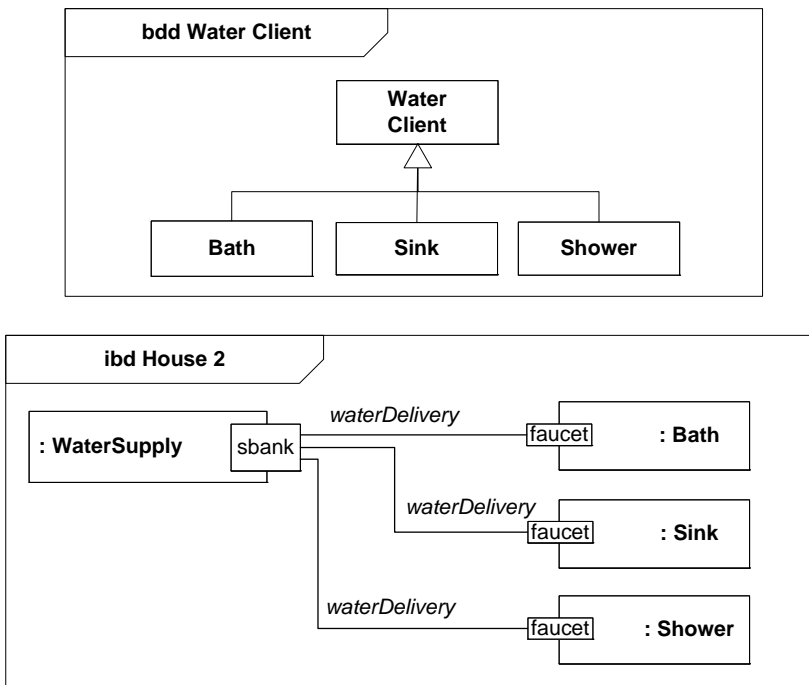 bdd Water Client
Water
Client
Bath
Sink
Shower
ibd House 2
: WaterSupply
sbank
waterDelivery
faucet
: Bath
waterDelivery
faucet
: Sink
waterDelivery
faucet
: Shower